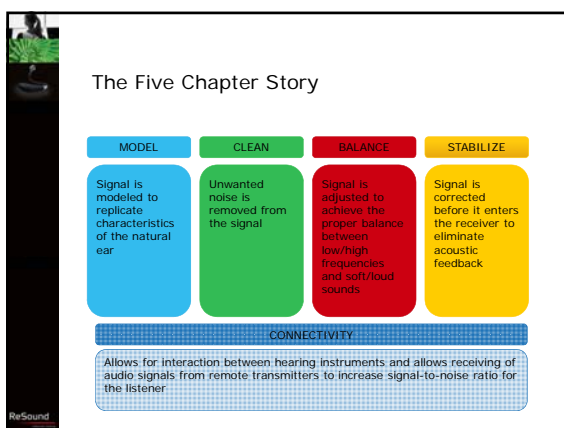 The Five Chapter Story
MODEL
Signal is
modeled to
replicate
characteristics
of the natural
ear
CLEAN
Unwanted
noise is
removed from
the signal
BALANCE
Signal is
adjusted to
achieve the
proper balance
between
low/high
frequencies
and soft/loud
sounds
STABILIZE
Signal is
corrected
before it enters
the receiver to
eliminate
acoustic
feedback
CONNECTIVITY
Allows for interaction between hearing instruments and allows receiving of
audio signals from remote transmitters to increase signal-to-noise ratio for
the listener
ReSound